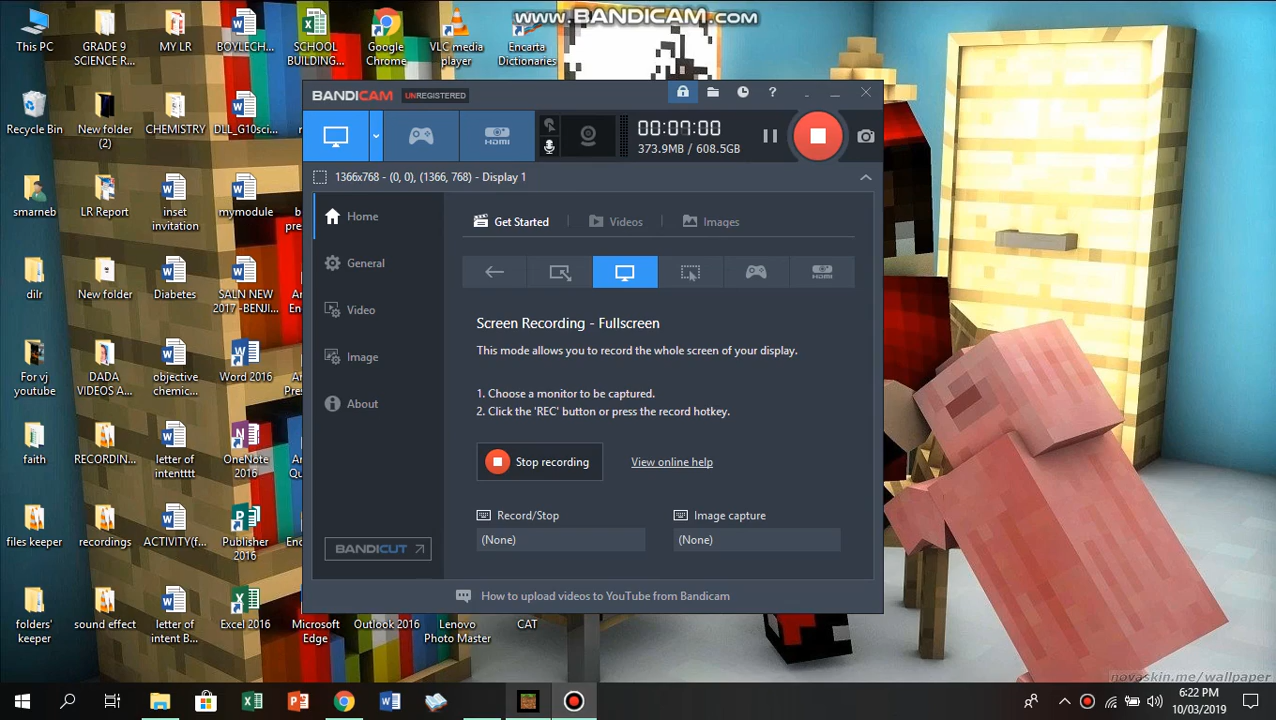 www.BANDICAM.com
This PC
GRADE 9
SCIENCE R...
MY LR
BOYLECH...
SCHOOL
BUILDING...
Google
Chrome
VLC media
player
Encarta
Dictionaries
Recycle Bin
New folder
(2)
CHEMISTRY
DLL_G10sci...
smarneb
LR Report
inset
invitation
mymodule
dilr
New folder
Diabetes
SALN NEW
2017 -BENJI...
For vj
youtube
DADA
VIDEOS A...
objective
chemic...
Word 2016
faith
RECORDIN...
letter of
intentttt
OneNote
2016
files keeper
recordings
ACTIVITY(f...
Publisher
2016
folders'
keeper
sound effect
letter of
intent B...
Excel 2016
Microsoft
Edge
Outlook 2016
Lenovo
Photo Master
CAT
BANDICAM UNREGISTERED
?
HDMI
00:07:00
373.9MB / 608.5GB
1366x768 - (0, 0), (1366, 768) - Display 1
Home
General
Video
Image
About
BANDICUT
Get Started
Videos
Images
HDMI
Screen Recording - Fullscreen
This mode allows you to record the whole screen of your display.
1. Choose a monitor to be captured.
2. Click the 'REC' button or press the record hotkey.
Stop recording
View online help
Record/Stop
Image capture
(None)
(None)
How to upload videos to YouTube from Bandicam
novaskin.me/wallpaper
6:22 PM
10/03/2019